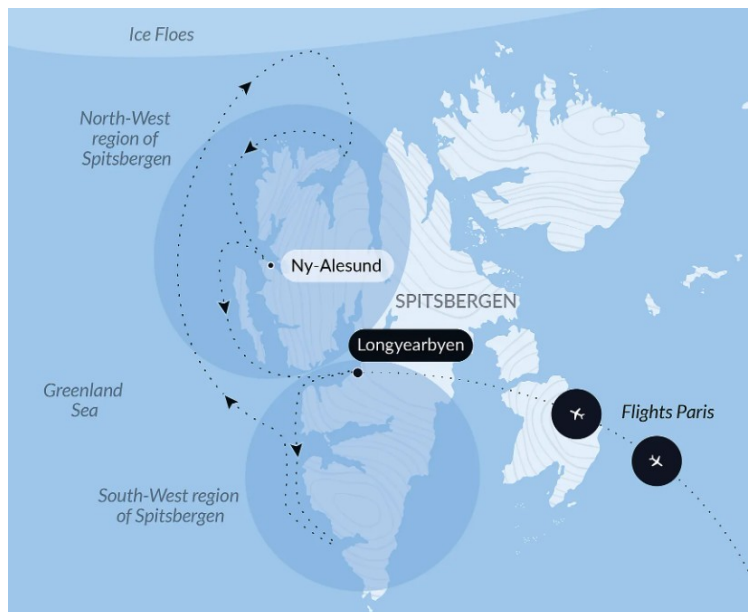 Ice Floes
North-West
region of
Spitsbergen
Ny-Alesund
SPITSBERGEN
Longyearbyen
Greenland
Sea
Flights Paris
South-West region
of Spitsbergen